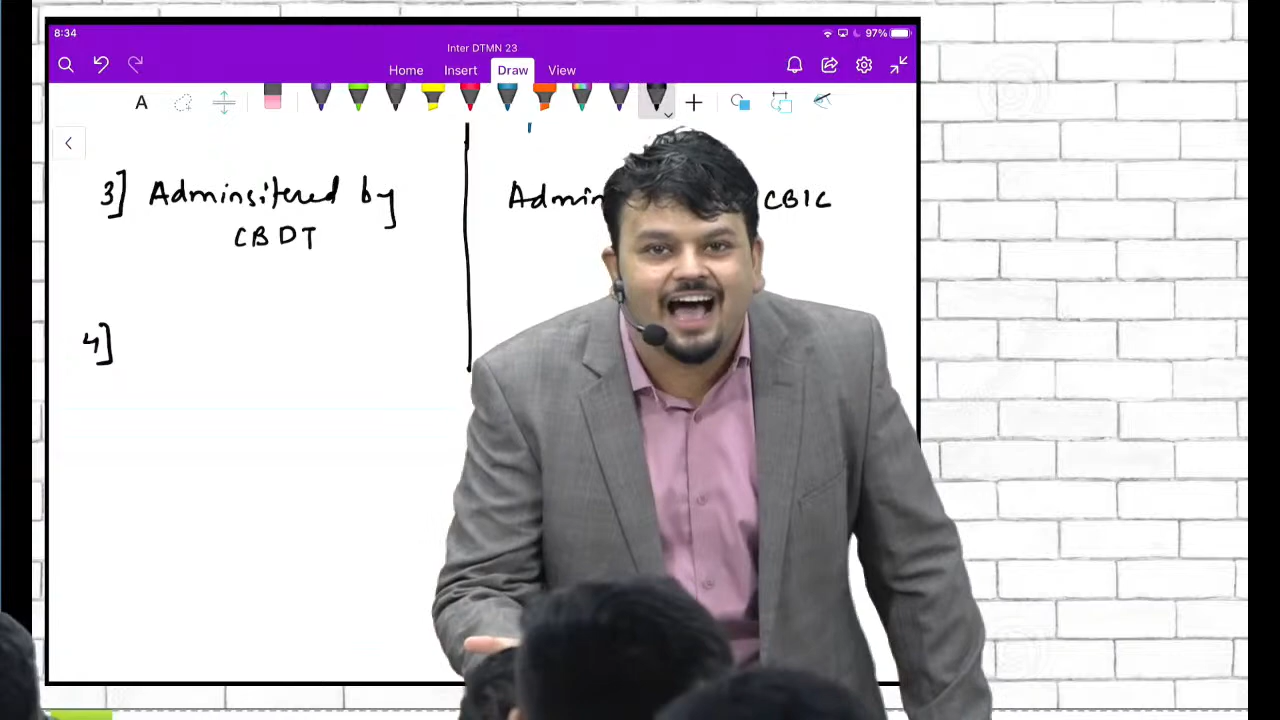 8:34
97%
Inter DTMN 23
Home Insert Draw View
A
3] Adminsitered by
CBDT
Admin CBIC
4]